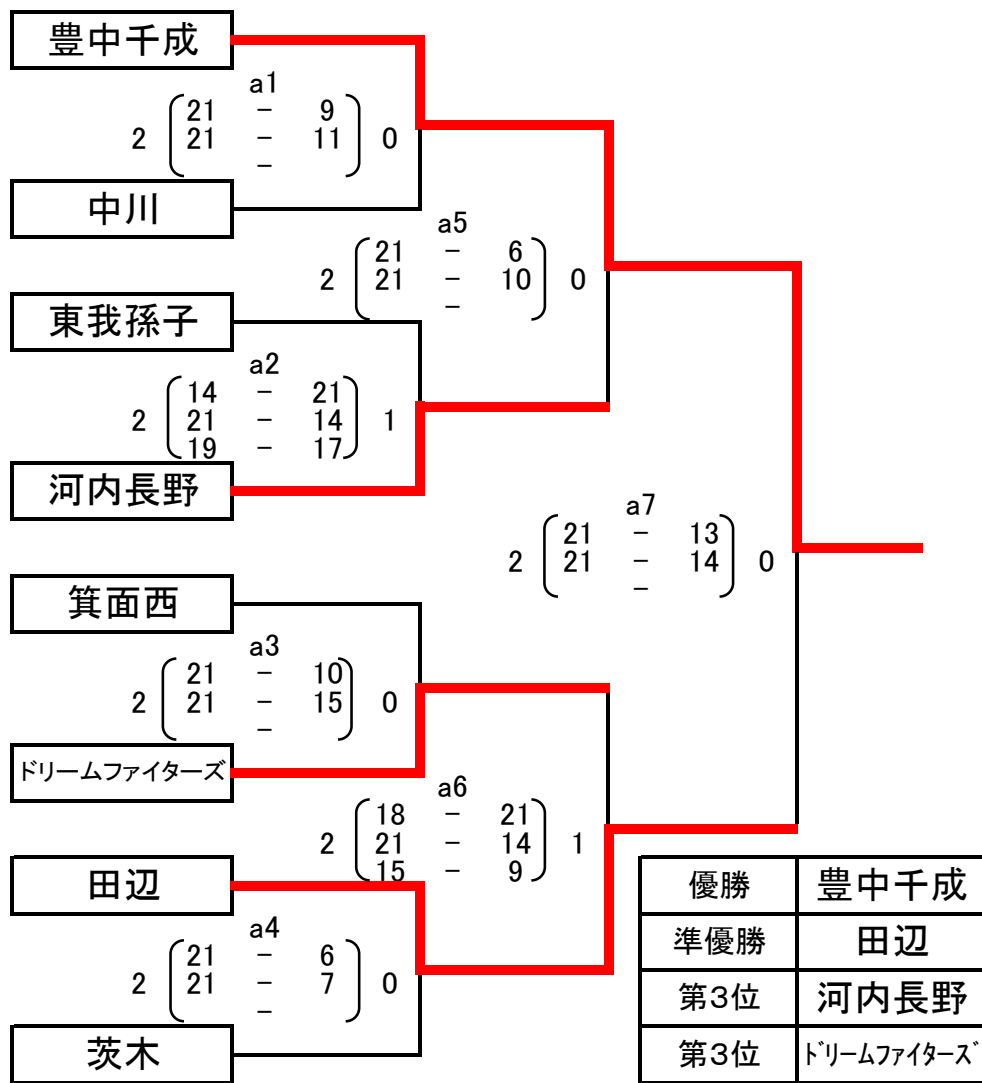 豊中千成
a1
21 － 9
2 21 － 11 0
－
中川
a5
21 － 6
2 21 － 10 0
－
東我孫子
a2
14 － 21
2 21 － 14 1
19 － 17
河内長野
a7
21 － 13
2 21 － 14 0
－
箕面西
a3
21 － 10
2 21 － 15 0
－
ドリームファイターズ
a6
18 － 21
2 21 － 14 1
15 － 9
田辺
a4
21 － 6
2 21 － 7 0
－
茨木
優勝 豊中千成
準優勝 田辺
第3位 河内長野
第3位 ドリームファイターズ